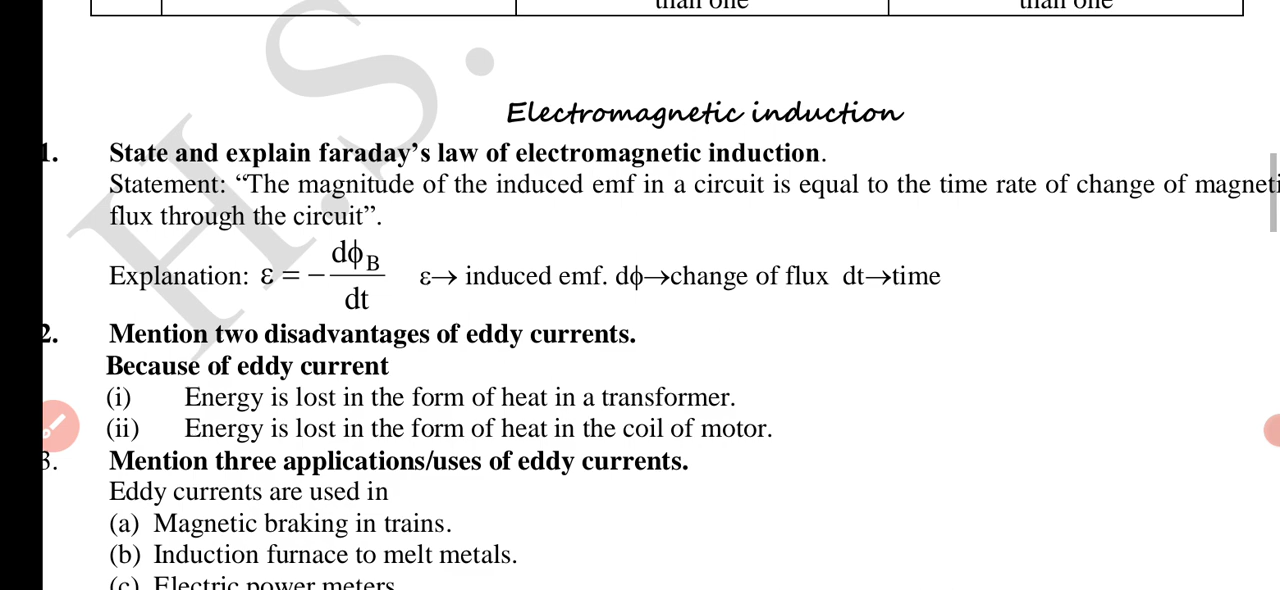 than one than one
Electromagnetic induction
1. State and explain faraday’s law of electromagnetic induction.
Statement: “The magnitude of the induced emf in a circuit is equal to the time rate of change of magneti
flux through the circuit”.
Explanation: ε = − dϕB / dt ε→ induced emf. dϕ→change of flux dt→time
2. Mention two disadvantages of eddy currents.
Because of eddy current
(i) Energy is lost in the form of heat in a transformer.
(ii) Energy is lost in the form of heat in the coil of motor.
3. Mention three applications/uses of eddy currents.
Eddy currents are used in
(a) Magnetic braking in trains.
(b) Induction furnace to melt metals.
(c) Electric power meters
H.S.